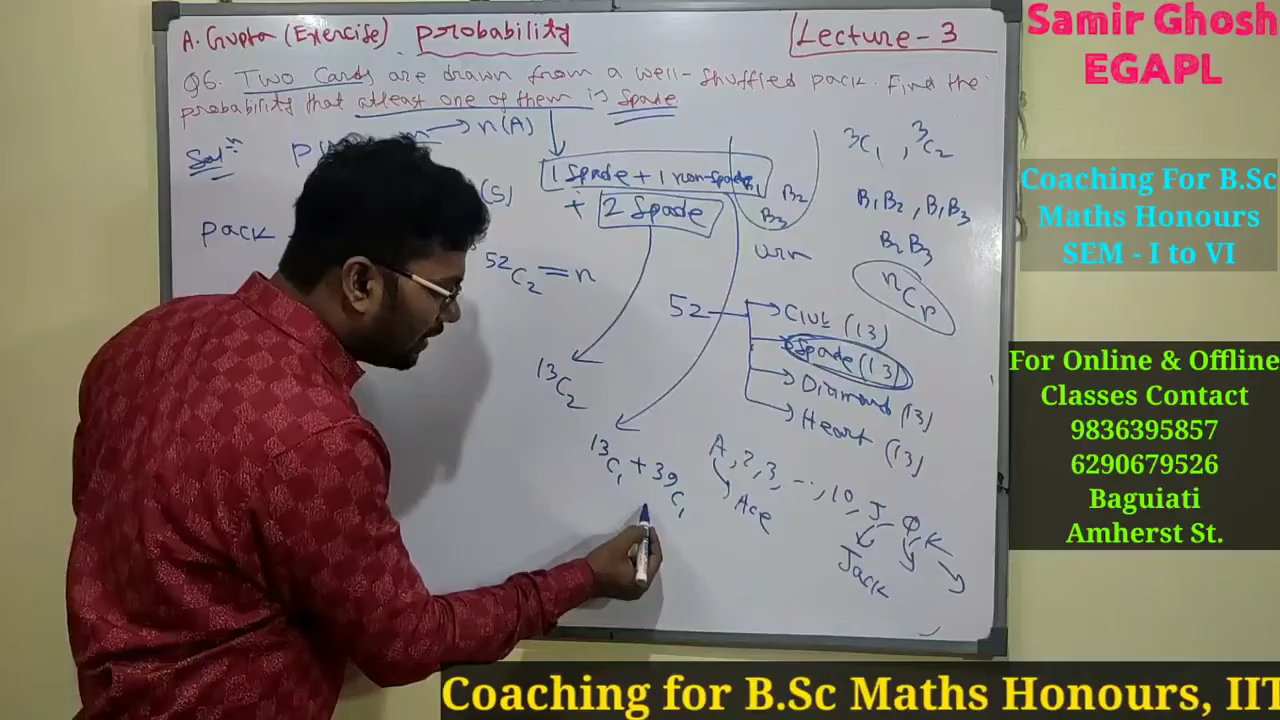 A. Gupta (Exercise) Probability
Lecture - 3
Q6. Two Cards are drawn from a well-shuffled pack. Find the
probability that atleast one of them is Spade
Sol
→ n(A)
(S)
1 Spade + 1 non-spade
+ 2 Spade
pack
52C2 = n
B2
B3
urn
3C1, 3C2
B1B2, B1B3
B2B3
nCr
52
Club (13)
Spade (13)
Diamond (13)
Heart (13)
13C2
13C1 + 39C1
A, 2, 3, ..., 10, J, Q, K
Ace
Jack
Samir Ghosh
EGAPL
Coaching For B.Sc
Maths Honours
SEM - I to VI
For Online & Offline
Classes Contact
9836395857
6290679526
Baguiati
Amherst St.
Coaching for B.Sc Maths Honours, IIT